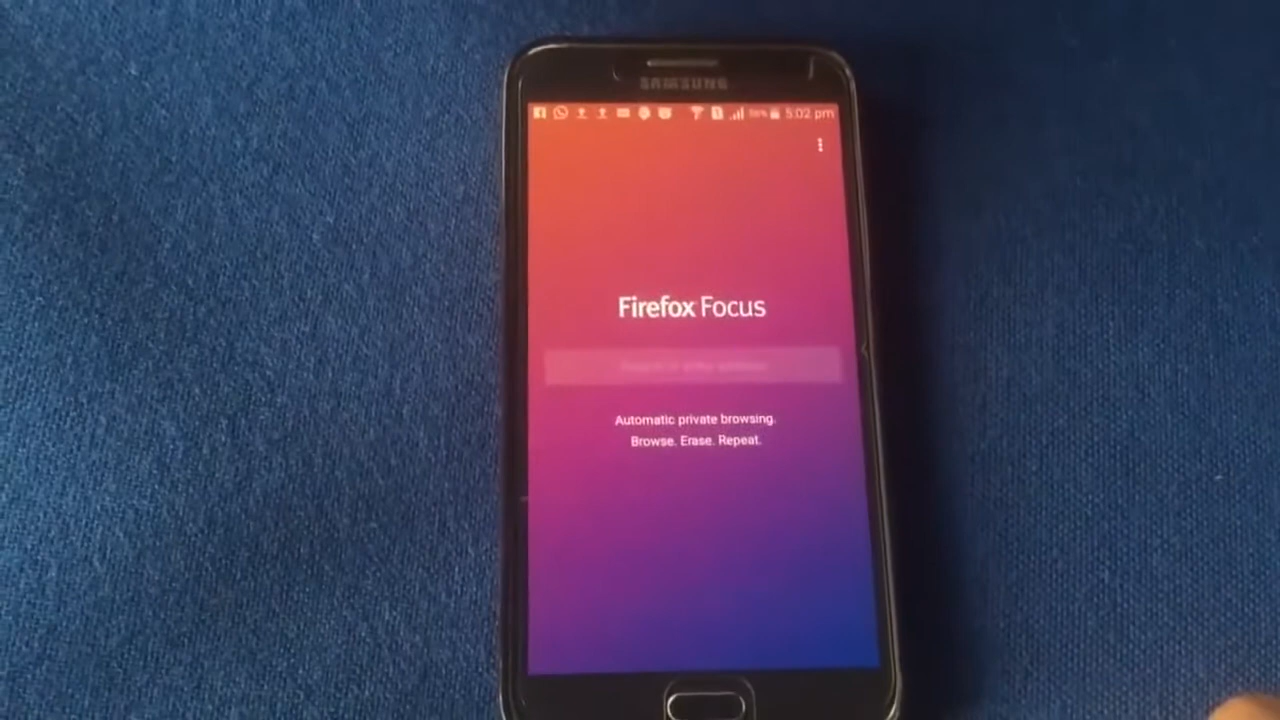 SAMSUNG
5:02 pm
Firefox Focus
Automatic private browsing.
Browse. Erase. Repeat.